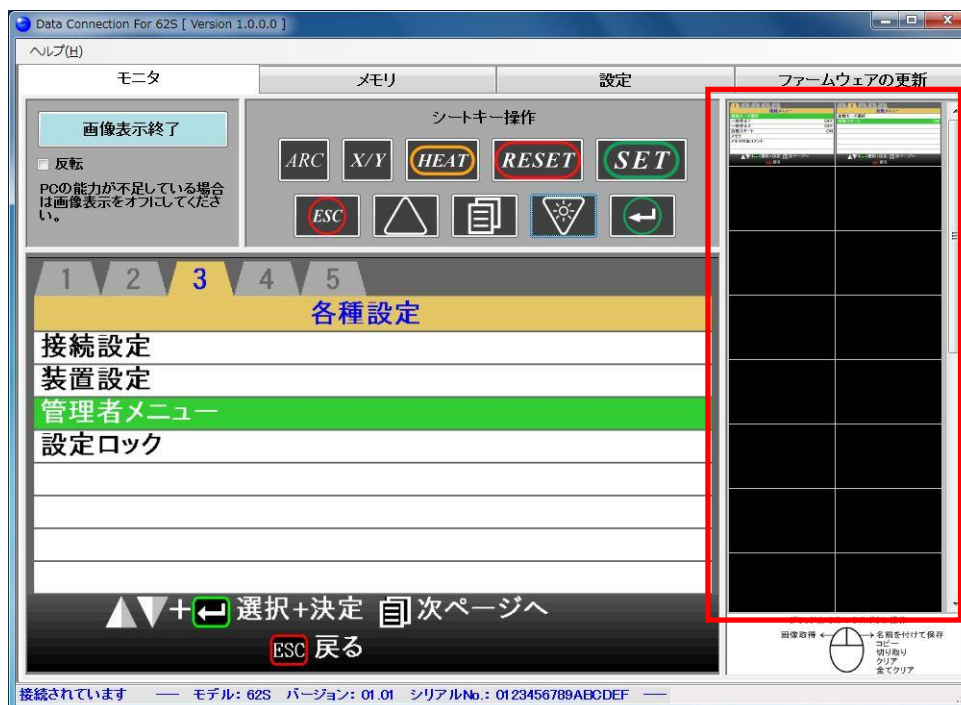 Data Connection For 62S [ Version 1.0.0.0 ]
ヘルプ(H)
モニタ
メモリ
設定
ファームウェアの更新
画像表示終了
反転
PCの能力が不足している場合
は画像表示をオフにしてくださ
い。
シートキー操作
ARC X/Y HEAT RESET SET
ESC
1 2 3 4 5
各種設定
接続設定
装置設定
管理者メニュー
設定ロック
+ 選択+決定 次ページへ
ESC 戻る
画像取得
名前を付けて保存
コピー
切り取り
クリア
全てクリア
接続されています ── モデル: 62S バージョン: 01.01 シリアルNo.: 0123456789ABCDEF ──